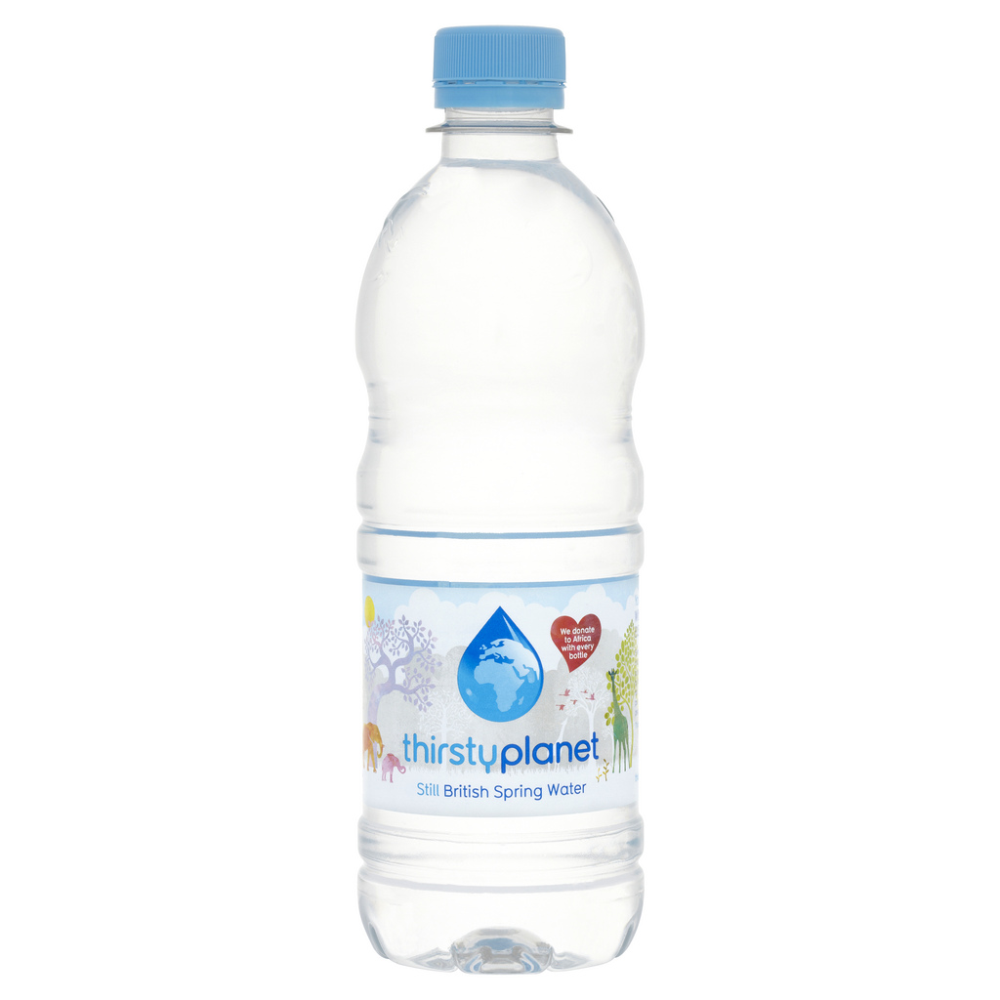 We donate
to Africa
with every
bottle
thirstyplanet
Still British Spring Water